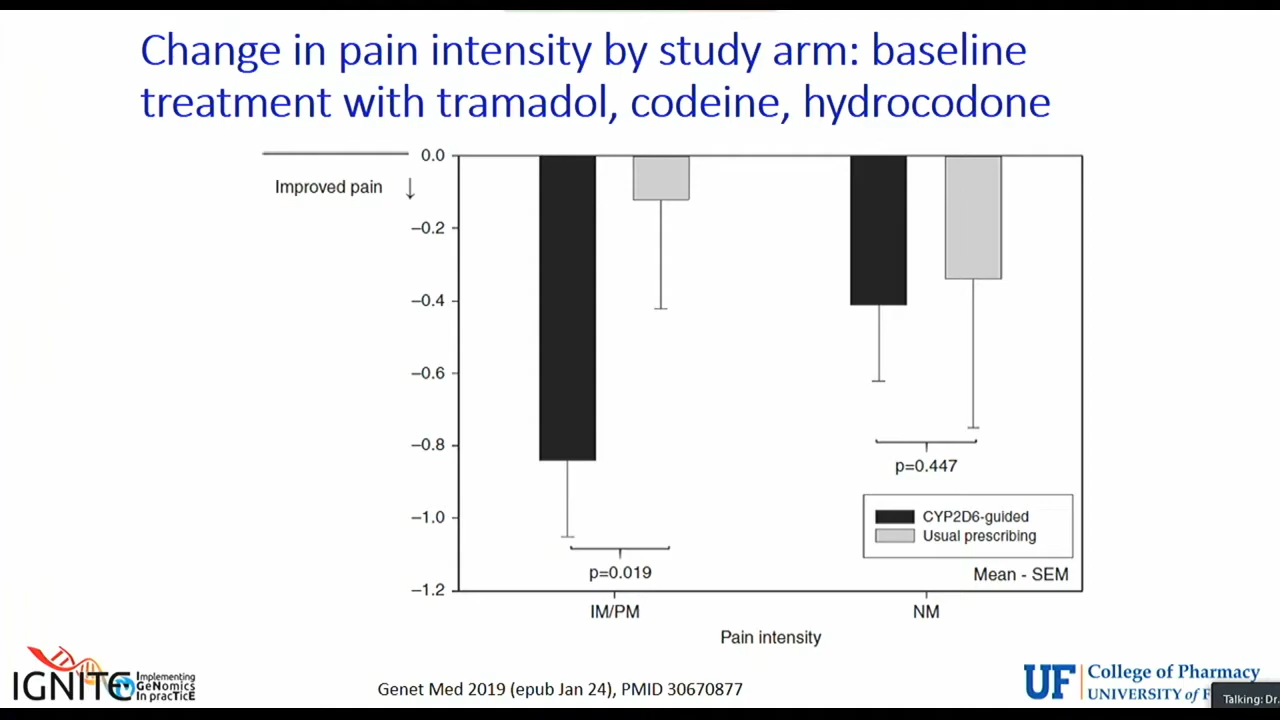 Change in pain intensity by study arm: baseline
treatment with tramadol, codeine, hydrocodone
Improved pain ↓
0.0
−0.2
−0.4
−0.6
−0.8
−1.0
−1.2
p=0.019
p=0.447
CYP2D6-guided
Usual prescribing
Mean - SEM
IM/PM
NM
Pain intensity
IGNITE
Implementing
GeNomics
In pracTicE
Genet Med 2019 (epub Jan 24), PMID 30670877
UF
College of Pharmacy
UNIVERSITY of
Talking: Dr.